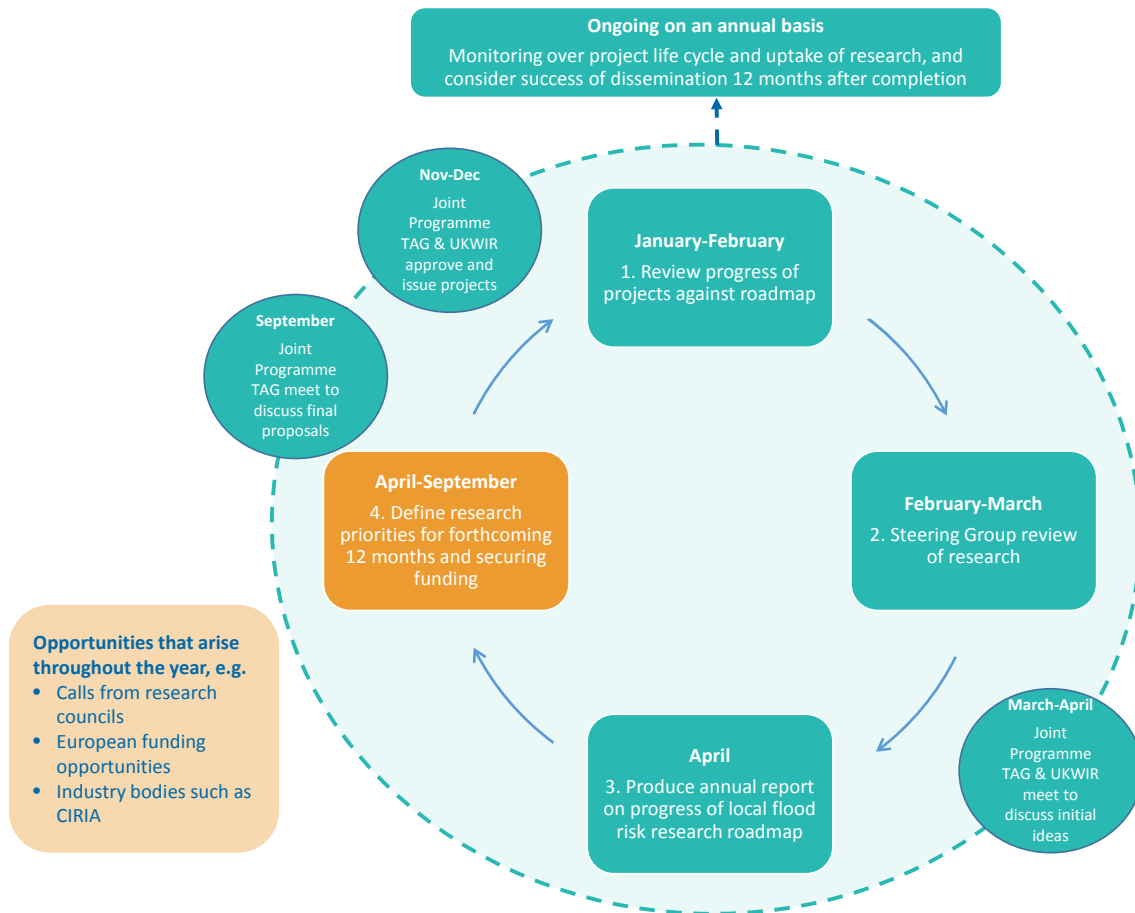 Ongoing on an annual basis
Monitoring over project life cycle and uptake of research, and
consider success of dissemination 12 months after completion
Nov-Dec
Joint
Programme
TAG & UKWIR
approve and
issue projects
January-February
1. Review progress of
projects against roadmap
September
Joint
Programme
TAG meet to
discuss final
proposals
April-September
4. Define research
priorities for forthcoming
12 months and securing
funding
February-March
2. Steering Group review
of research
Opportunities that arise
throughout the year, e.g.
• Calls from research
councils
• European funding
opportunities
• Industry bodies such as
CIRIA
April
3. Produce annual report
on progress of local flood
risk research roadmap
March-April
Joint
Programme
TAG & UKWIR
meet to
discuss initial
ideas